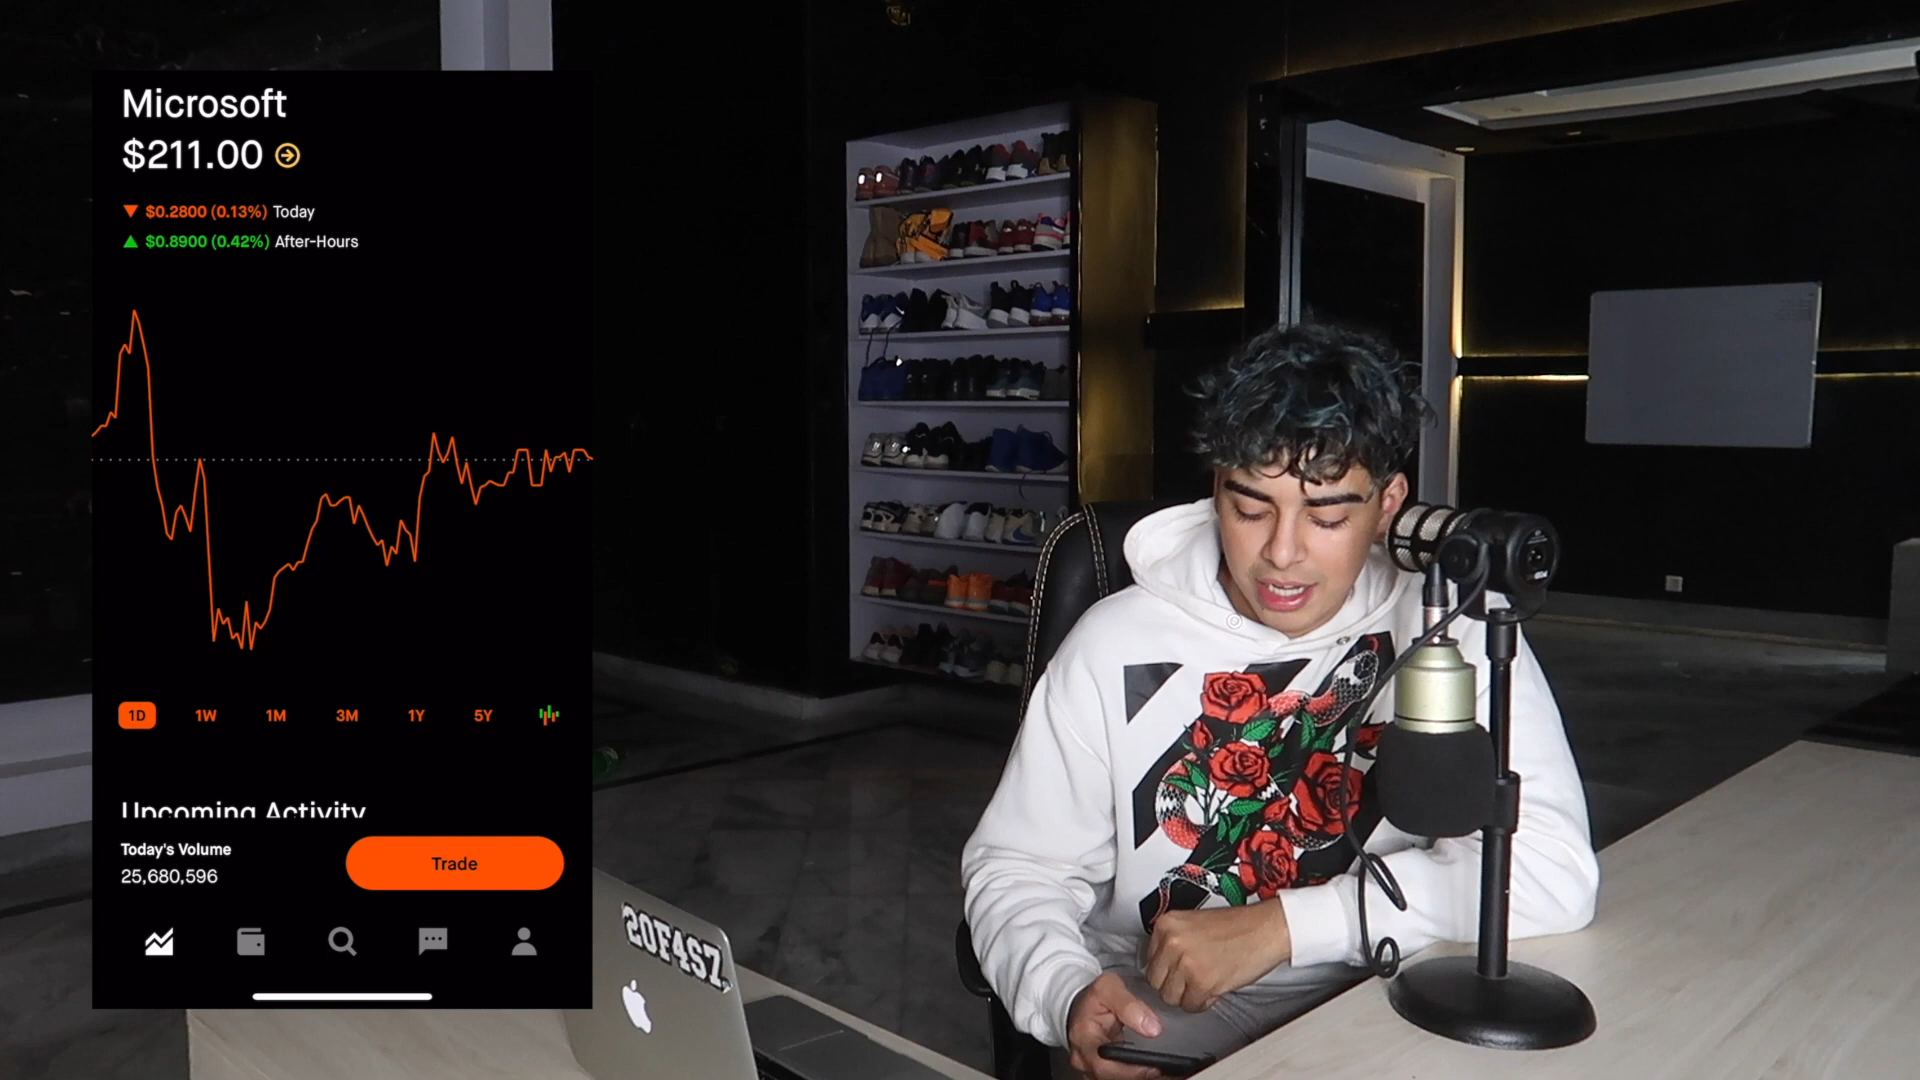 Microsoft
$211.00
$0.2800 (0.13%) Today
$0.8900 (0.42%) After-Hours
1D 1W 1M 3M 1Y 5Y
Upcoming Activity
Today's Volume
25,680,596
Trade
20F4S7